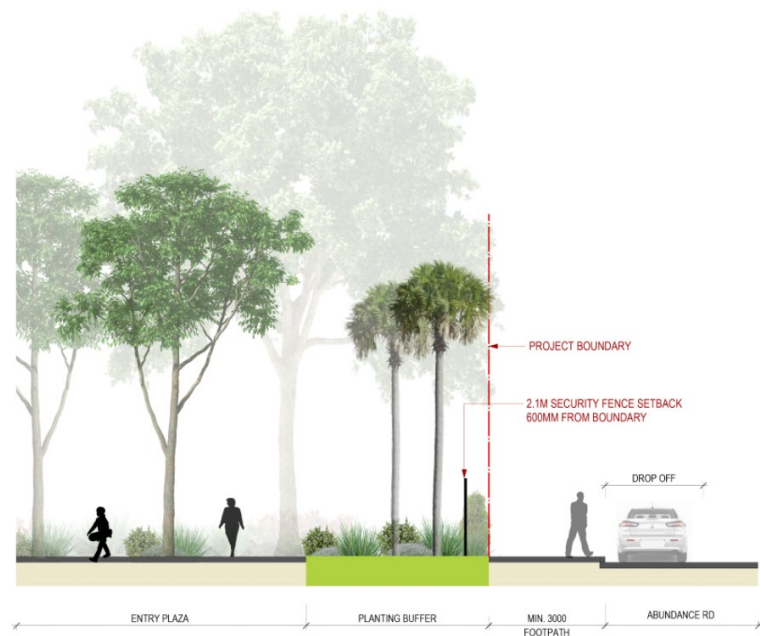 PROJECT BOUNDARY
2.1M SECURITY FENCE SETBACK
600MM FROM BOUNDARY
DROP OFF
ENTRY PLAZA
PLANTING BUFFER
MIN. 3000
FOOTPATH
ABUNDANCE RD